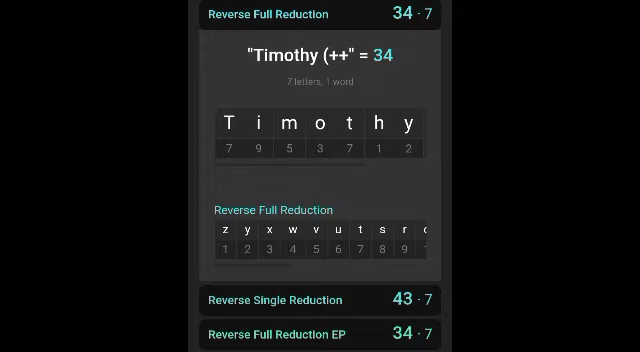 Reverse Full Reduction 34 · 7
"Timothy (++" = 34
7 letters, 1 word
T i m o t h y
7 9 5 3 7 1 2
Reverse Full Reduction
z y x w v u t s r
1 2 3 4 5 6 7 8 9
Reverse Single Reduction 43 · 7
Reverse Full Reduction EP 34 · 7